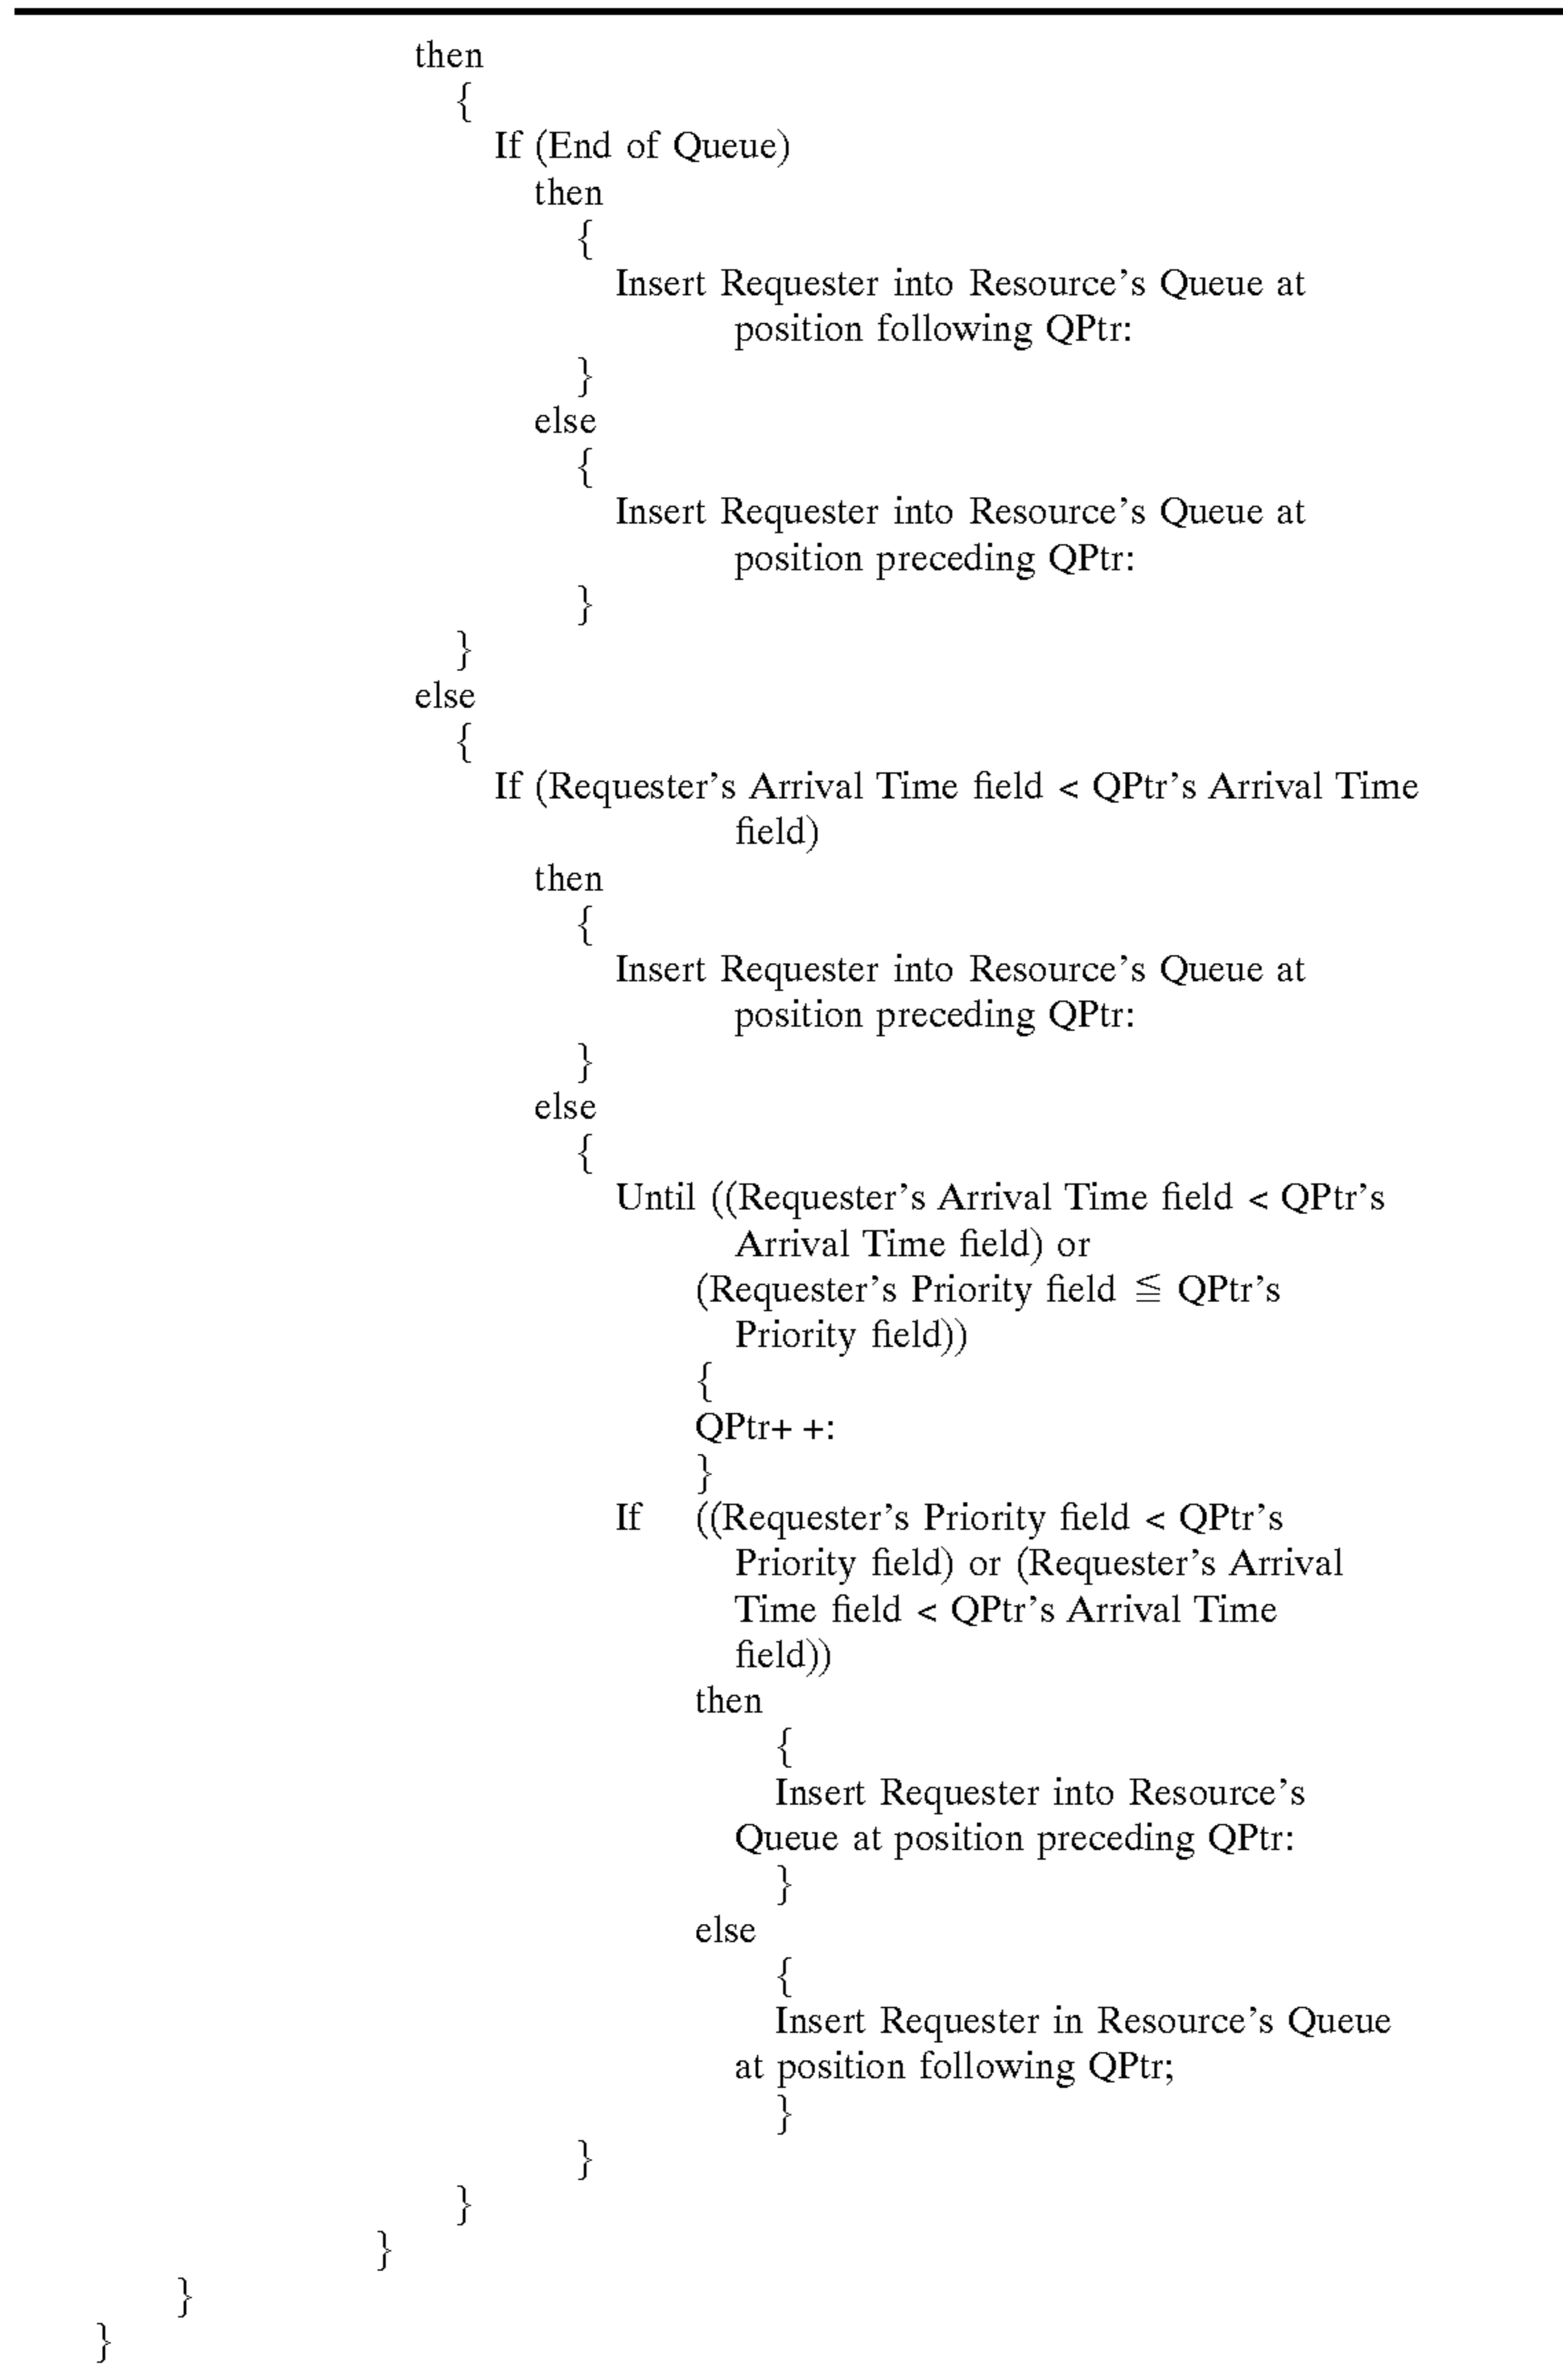 then
{
If (End of Queue)
then
{
Insert Requester into Resource's Queue at
position following QPtr:
}
else
{
Insert Requester into Resource's Queue at
position preceding QPtr:
}
}
else
{
If (Requester's Arrival Time field < QPtr's Arrival Time
field)
then
{
Insert Requester into Resource's Queue at
position preceding QPtr:
}
else
{
Until ((Requester's Arrival Time field < QPtr's
Arrival Time field) or
(Requester's Priority field ≦ QPtr's
Priority field))
{
QPtr+ +:
}
If ((Requester's Priority field < QPtr's
Priority field) or (Requester's Arrival
Time field < QPtr's Arrival Time
field))
then
{
Insert Requester into Resource's
Queue at position preceding QPtr:
}
else
{
Insert Requester in Resource's Queue
at position following QPtr;
}
}
}
}
}
}